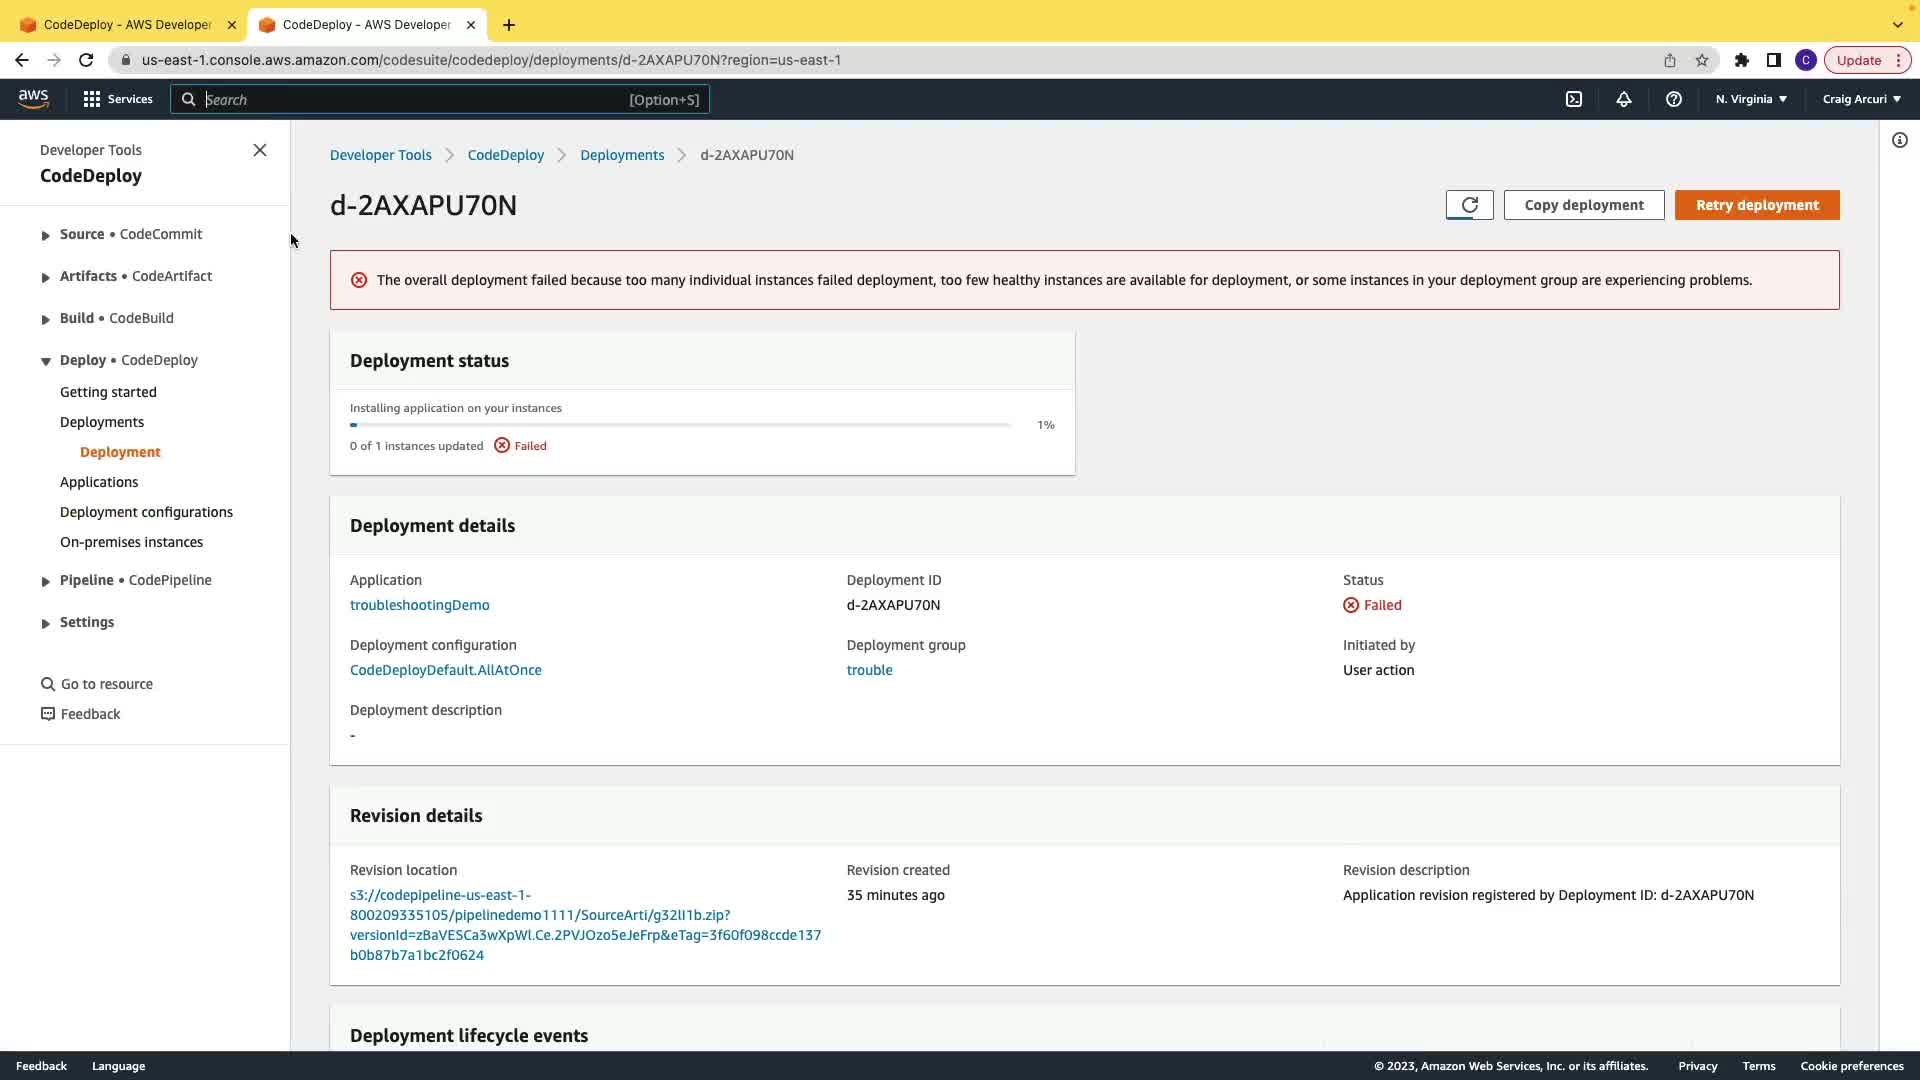 CodeDeploy - AWS Developer
CodeDeploy - AWS Developer
us-east-1.console.aws.amazon.com/codesuite/codedeploy/deployments/d-2AXAPU70N?region=us-east-1
C
Update
aws
Services
Search
[Option+S]
N. Virginia
Craig Arcuri
Developer Tools
CodeDeploy
Source • CodeCommit
Artifacts • CodeArtifact
Build • CodeBuild
Deploy • CodeDeploy
Getting started
Deployments
Deployment
Applications
Deployment configurations
On-premises instances
Pipeline • CodePipeline
Settings
Go to resource
Feedback
Developer Tools > CodeDeploy > Deployments > d-2AXAPU70N
d-2AXAPU70N
Copy deployment
Retry deployment
The overall deployment failed because too many individual instances failed deployment, too few healthy instances are available for deployment, or some instances in your deployment group are experiencing problems.
Deployment status
Installing application on your instances
1%
0 of 1 instances updated
Failed
Deployment details
Application
troubleshootingDemo
Deployment ID
d-2AXAPU70N
Status
Failed
Deployment configuration
CodeDeployDefault.AllAtOnce
Deployment group
trouble
Initiated by
User action
Deployment description
-
Revision details
Revision location
s3://codepipeline-us-east-1-
800209335105/pipelinedemo1111/SourceArti/g32lI1b.zip?
versionId=zBaVESCa3wXpWl.Ce.2PVJOzo5eJeFrp&eTag=3f60f098ccde137
b0b87b7a1bc2f0624
Revision created
35 minutes ago
Revision description
Application revision registered by Deployment ID: d-2AXAPU70N
Deployment lifecycle events
Feedback
Language
© 2023, Amazon Web Services, Inc. or its affiliates.
Privacy
Terms
Cookie preferences